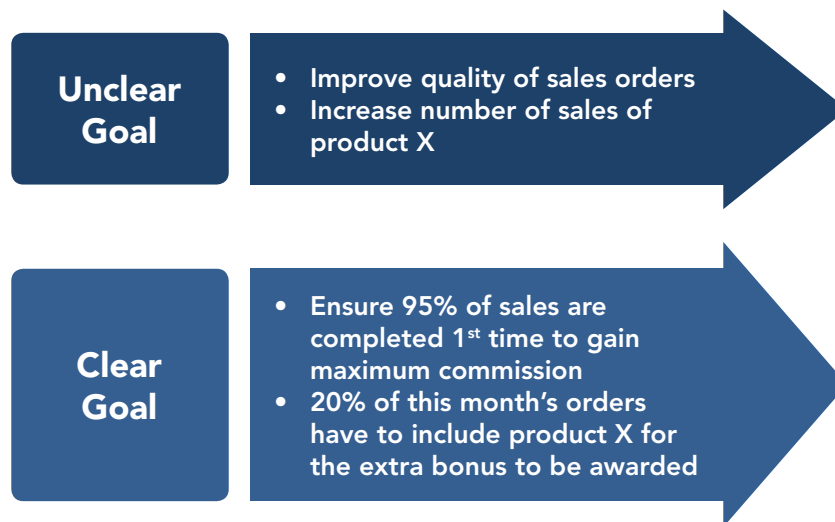 Unclear
Goal
• Improve quality of sales orders
• Increase number of sales of
product X
Clear
Goal
• Ensure 95% of sales are
completed 1st time to gain
maximum commission
• 20% of this month’s orders
have to include product X for
the extra bonus to be awarded